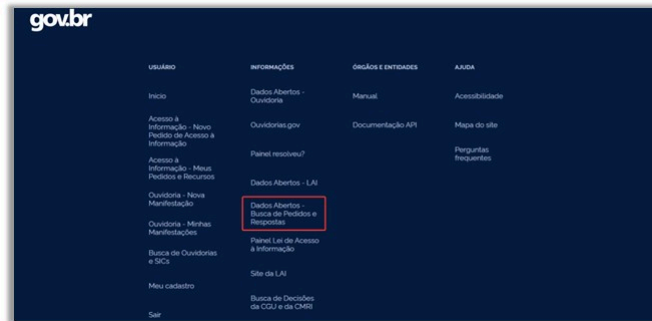 gov.br
USUÁRIO
Início
Acesso à
Informação - Novo
Pedido de Acesso à
Informação
Acesso à
Informação - Meus
Pedidos e Recursos
Ouvidoria - Nova
Manifestação
Ouvidoria - Minhas
Manifestações
Busca de Ouvidorias
e SICs
Meu cadastro
Sair
INFORMAÇÕES
Dados Abertos -
Ouvidoria
Ouvidorias.gov
Painel resolveu?
Dados Abertos - LAI
Dados Abertos -
Busca de Pedidos e
Respostas
Painel Lei de Acesso
à Informação
Site da LAI
Busca de Decisões
da CGU e da CMRI
ÓRGÃOS E ENTIDADES
Manual
Documentação API
AJUDA
Acessibilidade
Mapa do site
Perguntas
frequentes